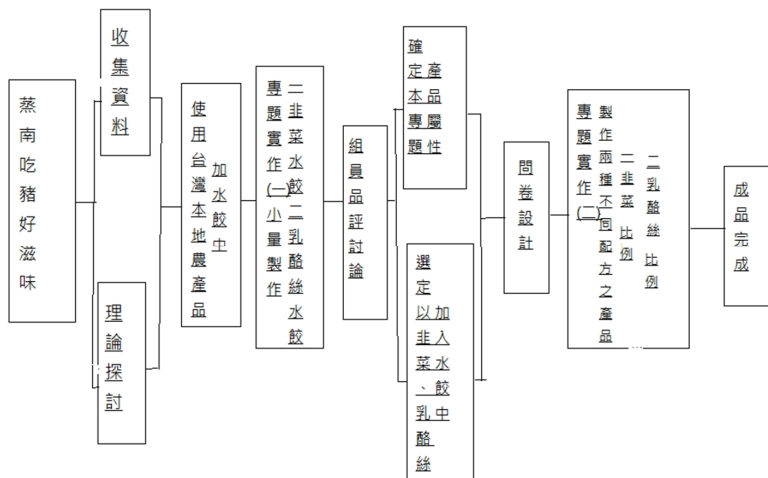 蒸南吃豬好滋味
收集資料
理論探討
使用台灣本地農產品
加水餃中
專題實作(一)小量製作
二韭菜水餃二乳酪絲水餃
組員品評討論
確定本專題
產品屬性
選定以韭菜、乳酪絲
加入水餃中
問卷設計
專題實作(二)
製作兩種不同配方之產品
二韭菜 比例
二乳酪絲 比例
成品完成